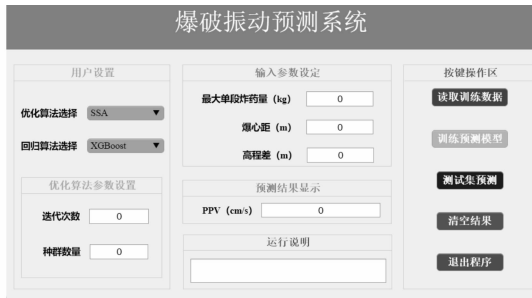 爆破振动预测系统
用户设置
优化算法选择 SSA
回归算法选择 XGBoost
优化算法参数设置
迭代次数 0
种群数量 0
输入参数设定
最大单段炸药量（kg） 0
爆心距（m） 0
高程差（m） 0
预测结果显示
PPV（cm/s） 0
运行说明
按键操作区
读取训练数据
训练预测模型
测试集预测
清空结果
退出程序